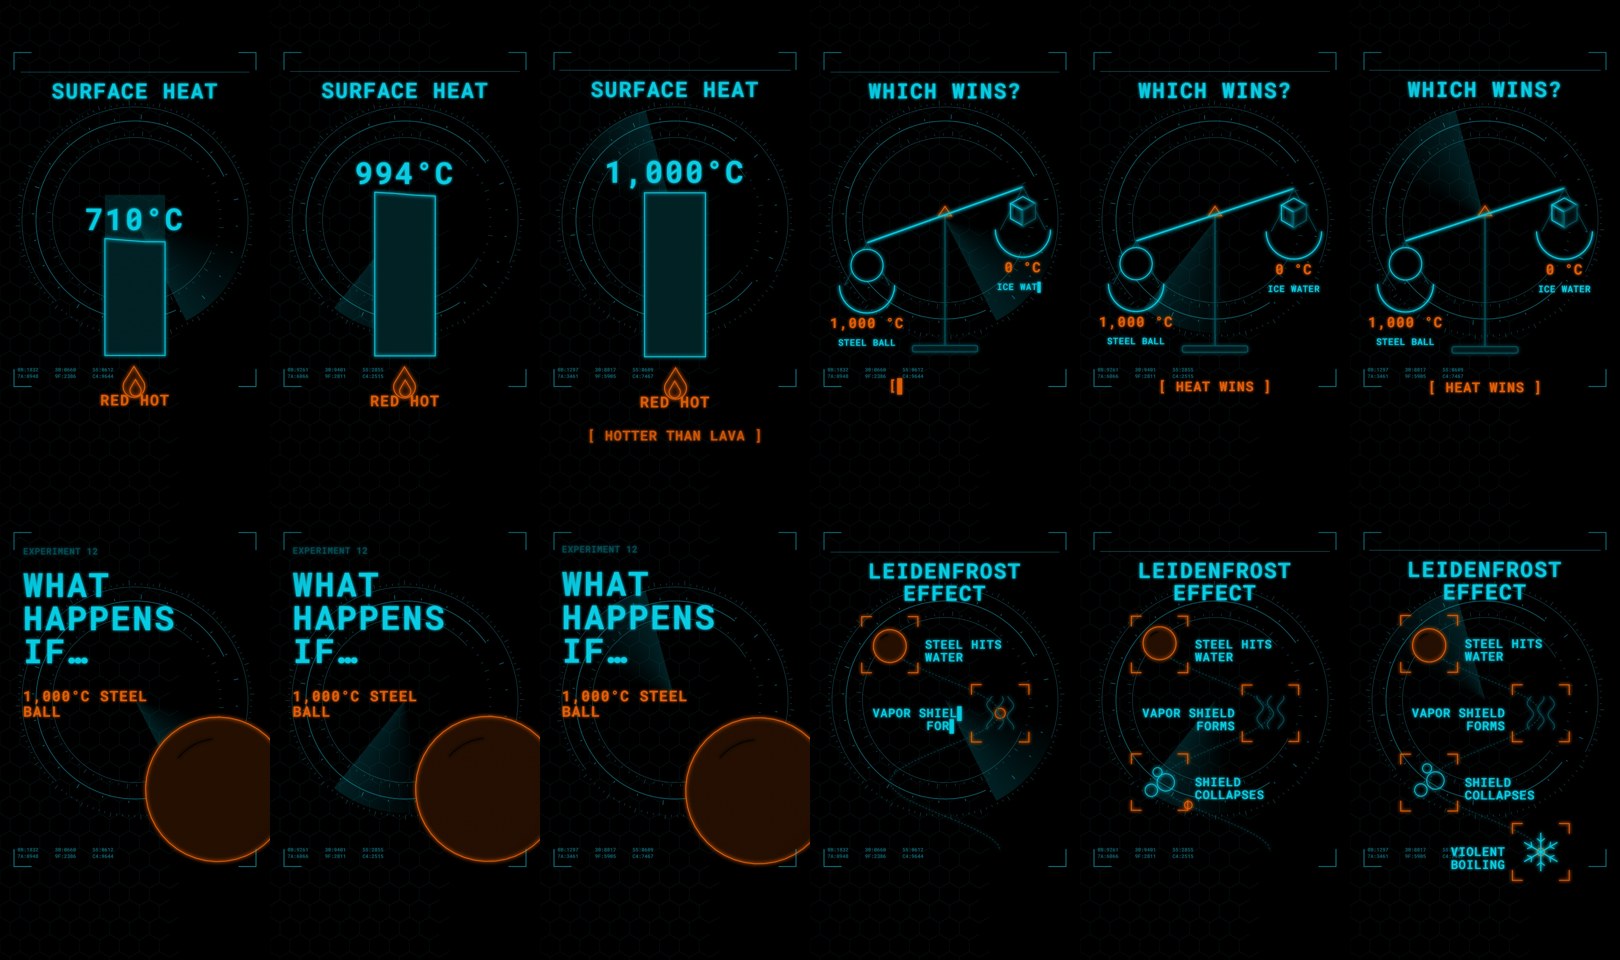 SURFACE HEAT
710°C
RED HOT
SURFACE HEAT
994°C
RED HOT
SURFACE HEAT
1,000°C
RED HOT
[ HOTTER THAN LAVA ]
WHICH WINS?
0 °C
ICE WAT
1,000 °C
STEEL BALL
[
WHICH WINS?
0 °C
ICE WATER
1,000 °C
STEEL BALL
[ HEAT WINS ]
WHICH WINS?
0 °C
ICE WATER
1,000 °C
STEEL BALL
[ HEAT WINS ]
EXPERIMENT 12
WHAT
HAPPENS
IF…
1,000°C STEEL
BALL
EXPERIMENT 12
WHAT
HAPPENS
IF…
1,000°C STEEL
BALL
EXPERIMENT 12
WHAT
HAPPENS
IF…
1,000°C STEEL
BALL
LEIDENFROST
EFFECT
STEEL HITS
WATER
VAPOR SHIEL
FOR
LEIDENFROST
EFFECT
STEEL HITS
WATER
VAPOR SHIELD
FORMS
SHIELD
COLLAPSES
LEIDENFROST
EFFECT
STEEL HITS
WATER
VAPOR SHIELD
FORMS
SHIELD
COLLAPSES
VIOLENT
BOILING